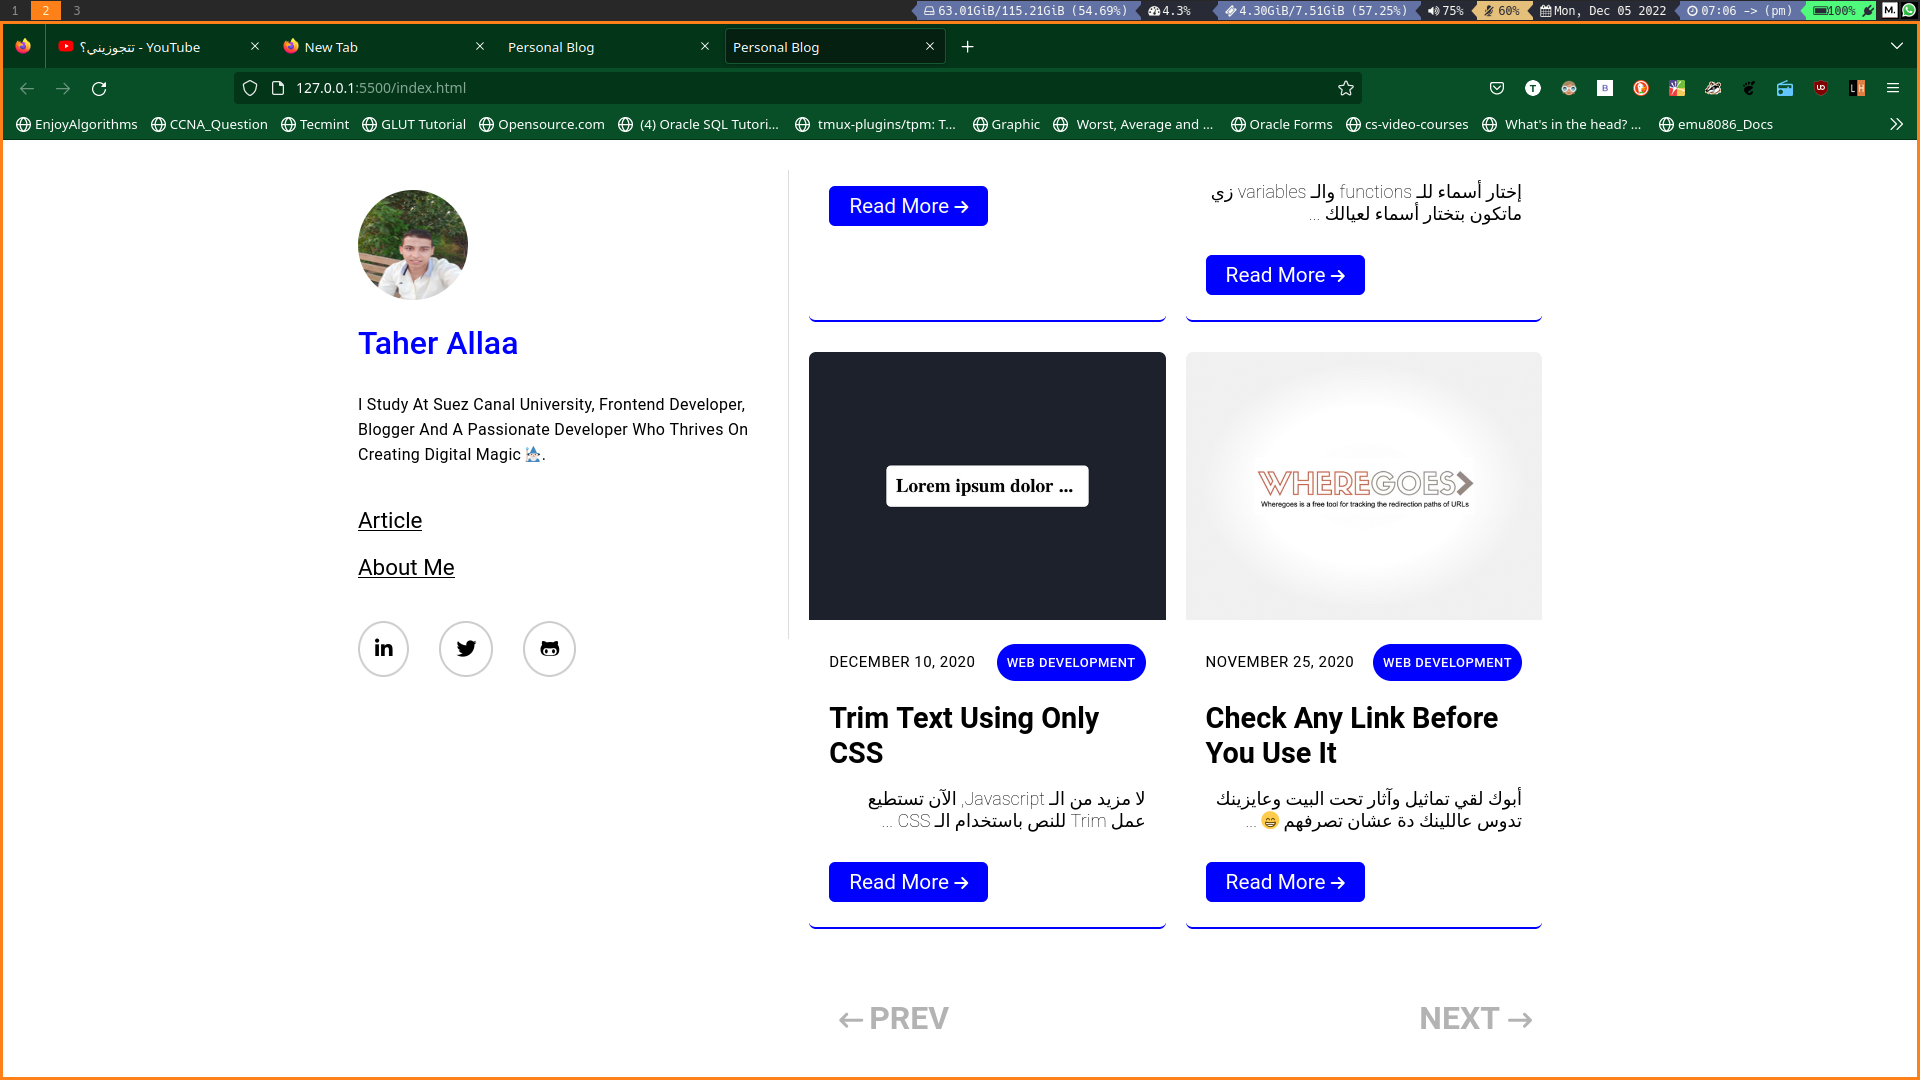 1 2 3
63.01GiB/115.21GiB (54.69%) 4.3% 4.30GiB/7.51GiB (57.25%) 75% 60% Mon, Dec 05 2022 07:06 -> (pm) 100% M.
تتجوزيني؟ - YouTube
New Tab
Personal Blog
Personal Blog
127.0.0.1:5500/index.html
EnjoyAlgorithms CCNA_Question Tecmint GLUT Tutorial Opensource.com (4) Oracle SQL Tutori... tmux-plugins/tpm: T... Graphic Worst, Average and ... Oracle Forms cs-video-courses What's in the head? ... emu8086_Docs
Taher Allaa
I Study At Suez Canal University, Frontend Developer,
Blogger And A Passionate Developer Who Thrives On
Creating Digital Magic 🧙.
Article
About Me
Read More →
إختار أسماء للـ functions والـ variables زي
ماتكون بتختار أسماء لعيالك ...
Read More →
Lorem ipsum dolor ...
DECEMBER 10, 2020 WEB DEVELOPMENT
Trim Text Using Only
CSS
لا مزيد من الـ Javascript, الآن تستطيع
عمل Trim للنص باستخدام الـ CSS ...
Read More →
WHEREGOES>
Wheregoes is a free tool for tracking the redirection paths of URLs
NOVEMBER 25, 2020 WEB DEVELOPMENT
Check Any Link Before
You Use It
أبوك لقي تماثيل وآثار تحت البيت وعايزينك
تدوس عاللينك دة عشان تصرفهم 😄 ...
Read More →
← PREV NEXT →